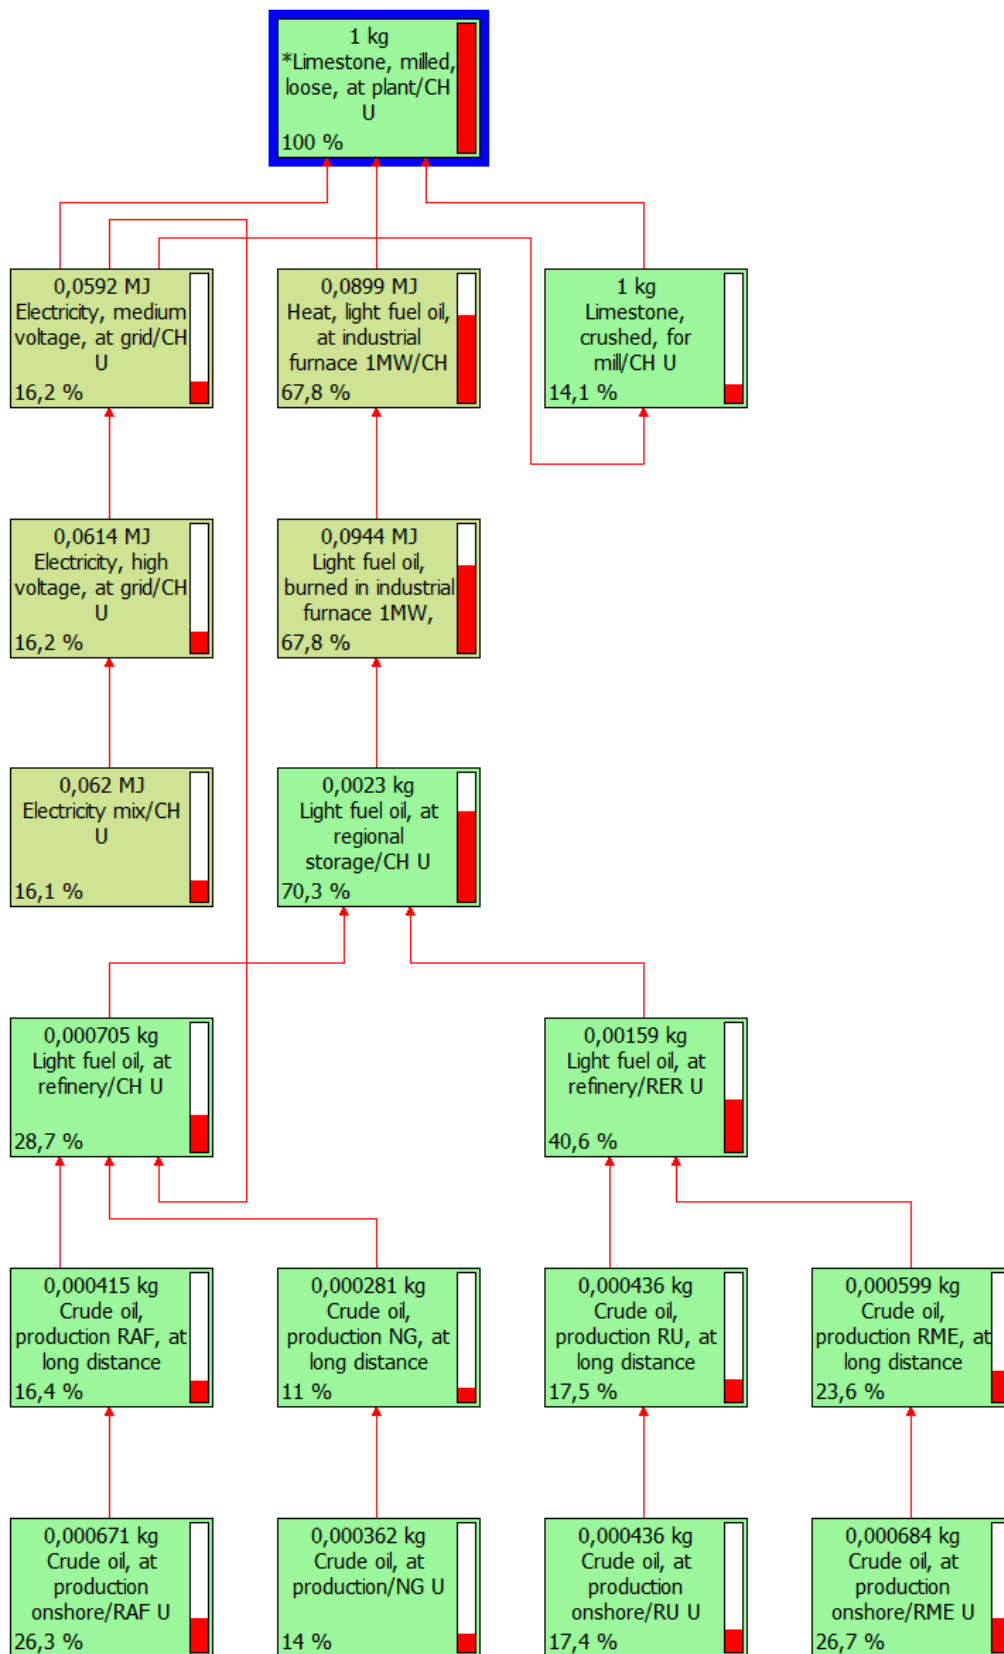 1 kg
*Limestone, milled,
loose, at plant/CH
U
100 %
0,0592 MJ
Electricity, medium
voltage, at grid/CH
U
16,2 %
0,0899 MJ
Heat, light fuel oil,
at industrial
furnace 1MW/CH
67,8 %
1 kg
Limestone,
crushed, for
mill/CH U
14,1 %
0,0614 MJ
Electricity, high
voltage, at grid/CH
U
16,2 %
0,0944 MJ
Light fuel oil,
burned in industrial
furnace 1MW,
67,8 %
0,062 MJ
Electricity mix/CH
U
16,1 %
0,0023 kg
Light fuel oil, at
regional
storage/CH U
70,3 %
0,000705 kg
Light fuel oil, at
refinery/CH U
28,7 %
0,00159 kg
Light fuel oil, at
refinery/RER U
40,6 %
0,000415 kg
Crude oil,
production RAF, at
long distance
16,4 %
0,000281 kg
Crude oil,
production NG, at
long distance
11 %
0,000436 kg
Crude oil,
production RU, at
long distance
17,5 %
0,000599 kg
Crude oil,
production RME, at
long distance
23,6 %
0,000671 kg
Crude oil, at
production
onshore/RAF U
26,3 %
0,000362 kg
Crude oil, at
production/NG U
14 %
0,000436 kg
Crude oil, at
production
onshore/RU U
17,4 %
0,000684 kg
Crude oil, at
production
onshore/RME U
26,7 %